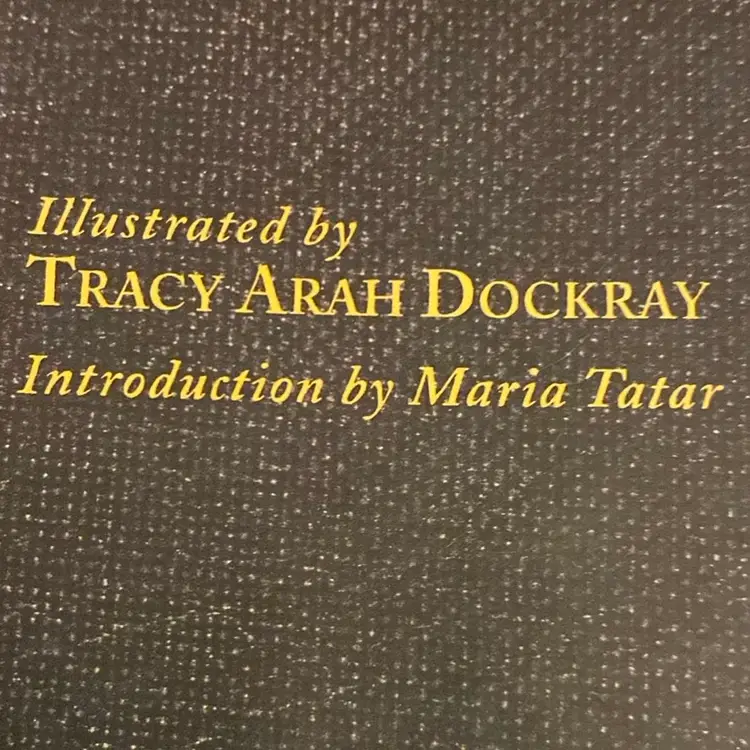 Illustrated by
TRACY ARAH DOCKRAY
Introduction by Maria Tatar